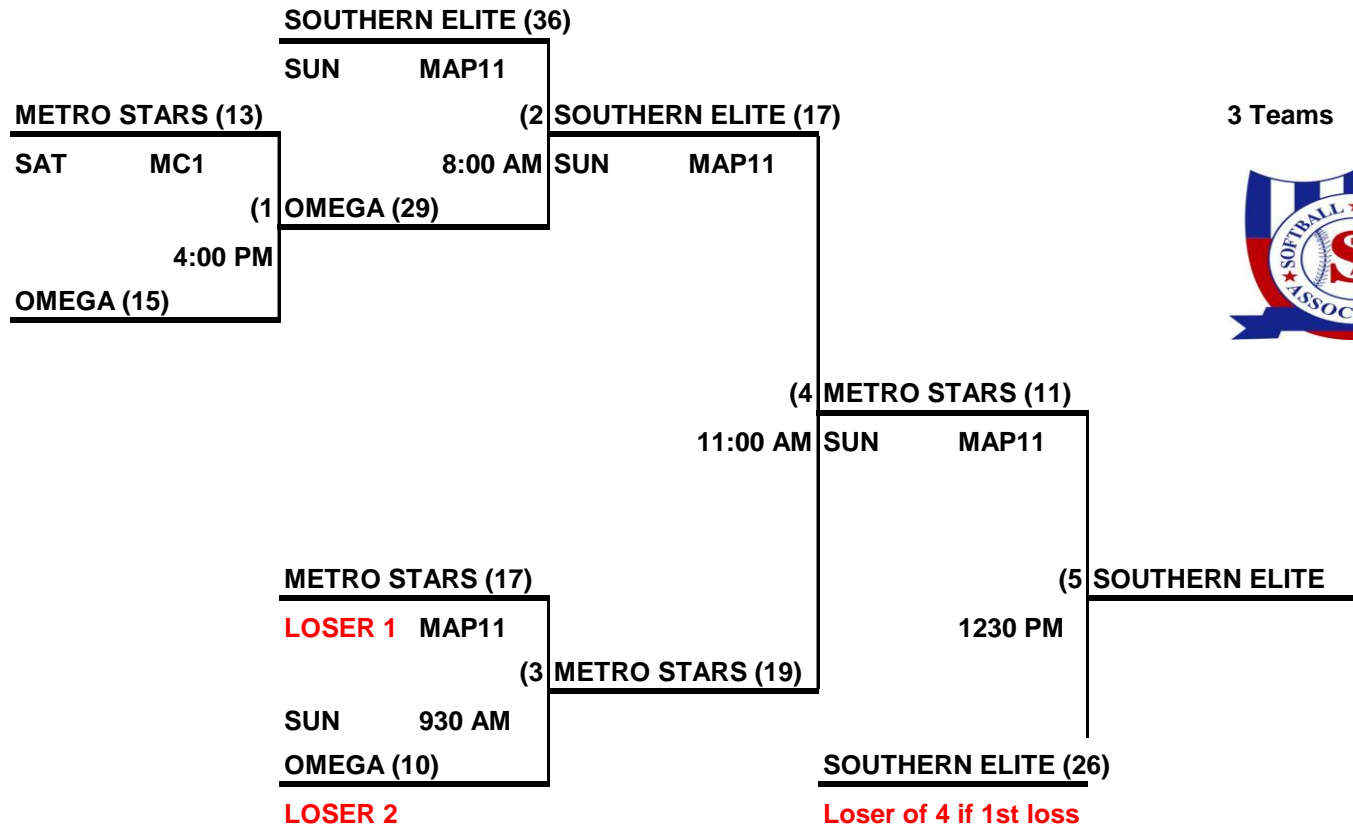 SOUTHERN ELITE (36)
SUN MAP11
METRO STARS (13)
(2 SOUTHERN ELITE (17)
3 Teams
SAT MC1
8:00 AM SUN MAP11
(1 OMEGA (29)
4:00 PM
OMEGA (15)
SOFTBALL
(4 METRO STARS (11)
11:00 AM SUN MAP11
METRO STARS (17)
(5 SOUTHERN ELITE
LOSER 1 MAP11
1230 PM
(3 METRO STARS (19)
SUN 930 AM
OMEGA (10)
SOUTHERN ELITE (26)
LOSER 2
Loser of 4 if 1st loss